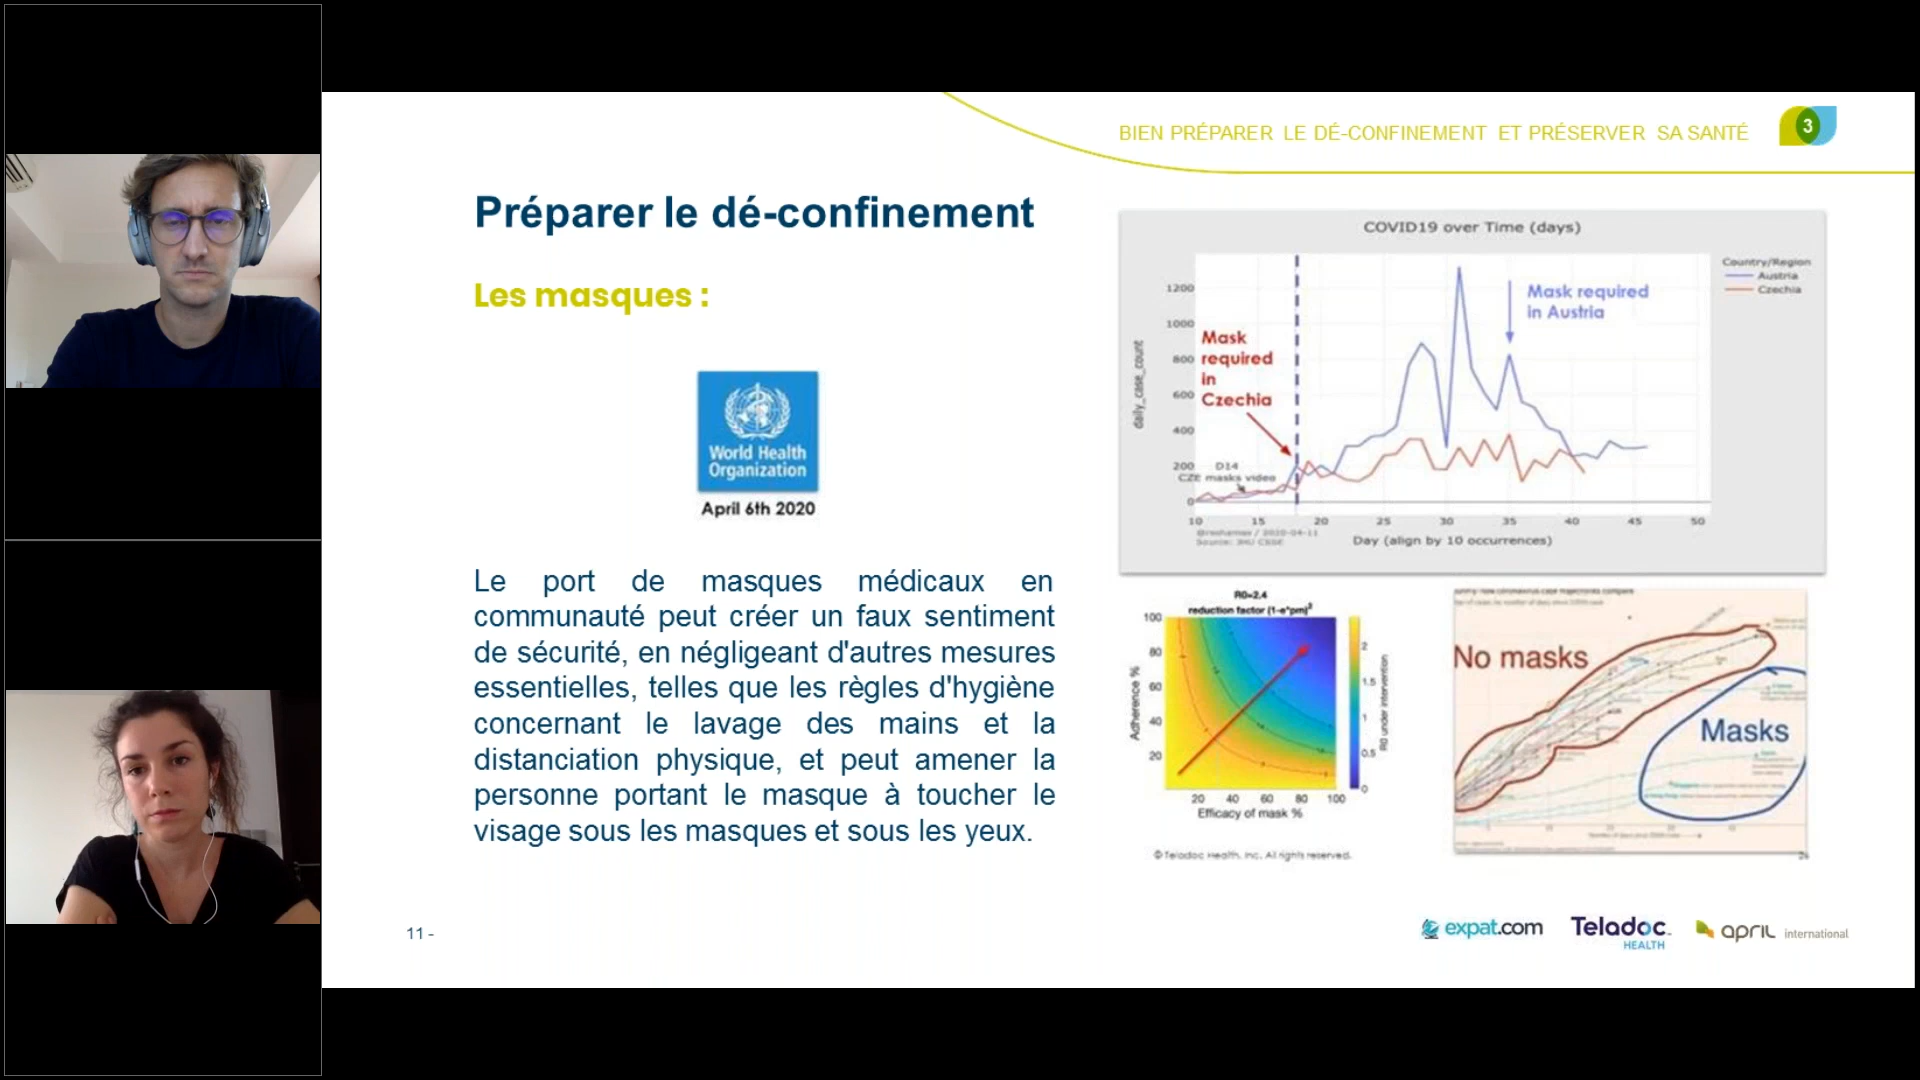 BIEN PRÉPARER LE DÉ-CONFINEMENT ET PRÉSERVER SA SANTÉ
3
Préparer le dé-confinement
Les masques :
World Health
Organization
April 6th 2020
Le port de masques médicaux en
communauté peut créer un faux sentiment
de sécurité, en négligeant d'autres mesures
essentielles, telles que les règles d'hygiène
concernant le lavage des mains et la
distanciation physique, et peut amener la
personne portant le masque à toucher le
visage sous les masques et sous les yeux.
COVID19 over Time (days)
Country/Region
Austria
Czechia
Mask required
in Austria
Mask
required
in
Czechia
daily_case_count
1200
1000
800
600
400
200
0
D14
CZE masks video
10 15 20 25 30 35 40 45 50
Source: JHU CSSE
Day (align by 10 occurrences)
R0=2.4
reduction factor (1-e*pm)²
Adherence %
100
80
60
40
20
20 40 60 80 100
Efficacy of mask %
2
1.5
1
0.5
0
R0 under intervention
No masks
Masks
© Teladoc Health, Inc. All rights reserved.
26
11 -
expat.com
Teladoc
HEALTH
april international